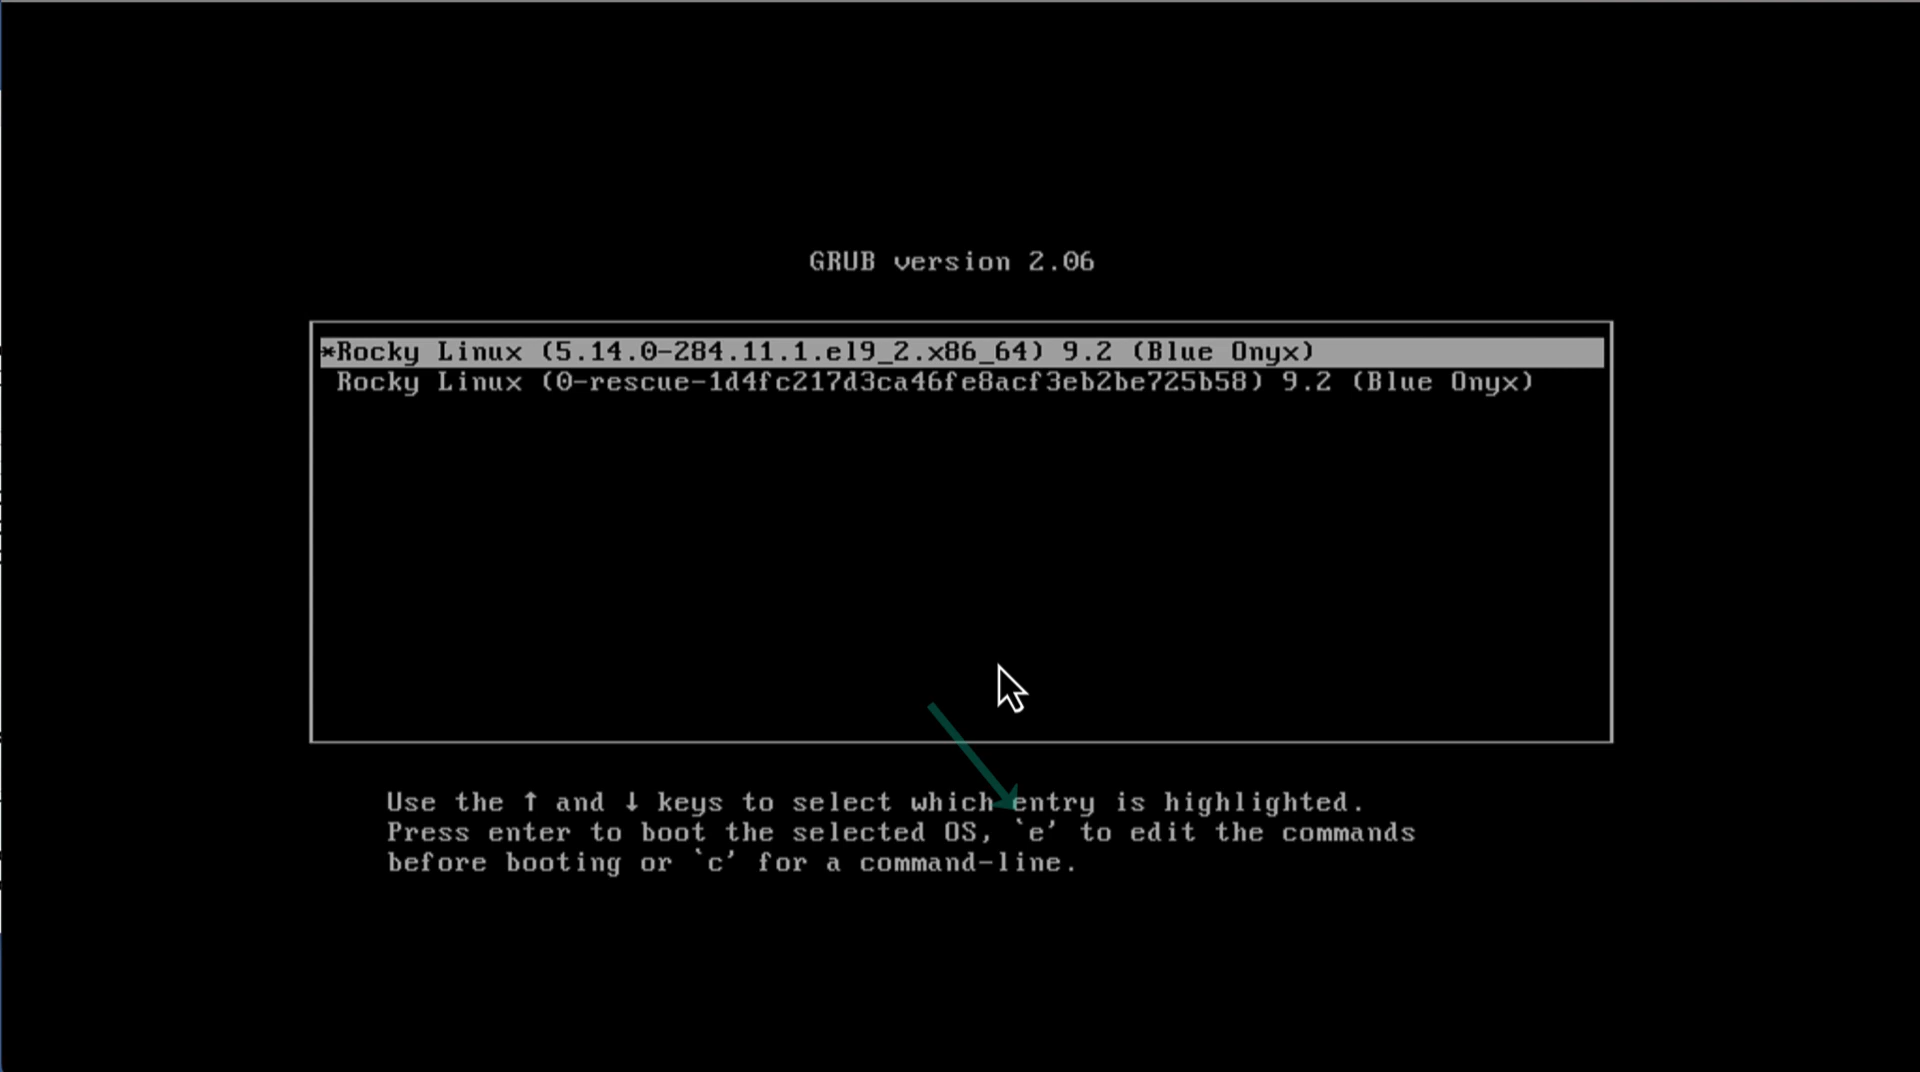 GRUB version 2.06
*Rocky Linux (5.14.0-284.11.1.el9_2.x86_64) 9.2 (Blue Onyx)
Rocky Linux (0-rescue-1d4fc217d3ca46fe8acf3eb2be725b58) 9.2 (Blue Onyx)
Use the ↑ and ↓ keys to select which entry is highlighted.
Press enter to boot the selected OS, `e' to edit the commands
before booting or `c' for a command-line.